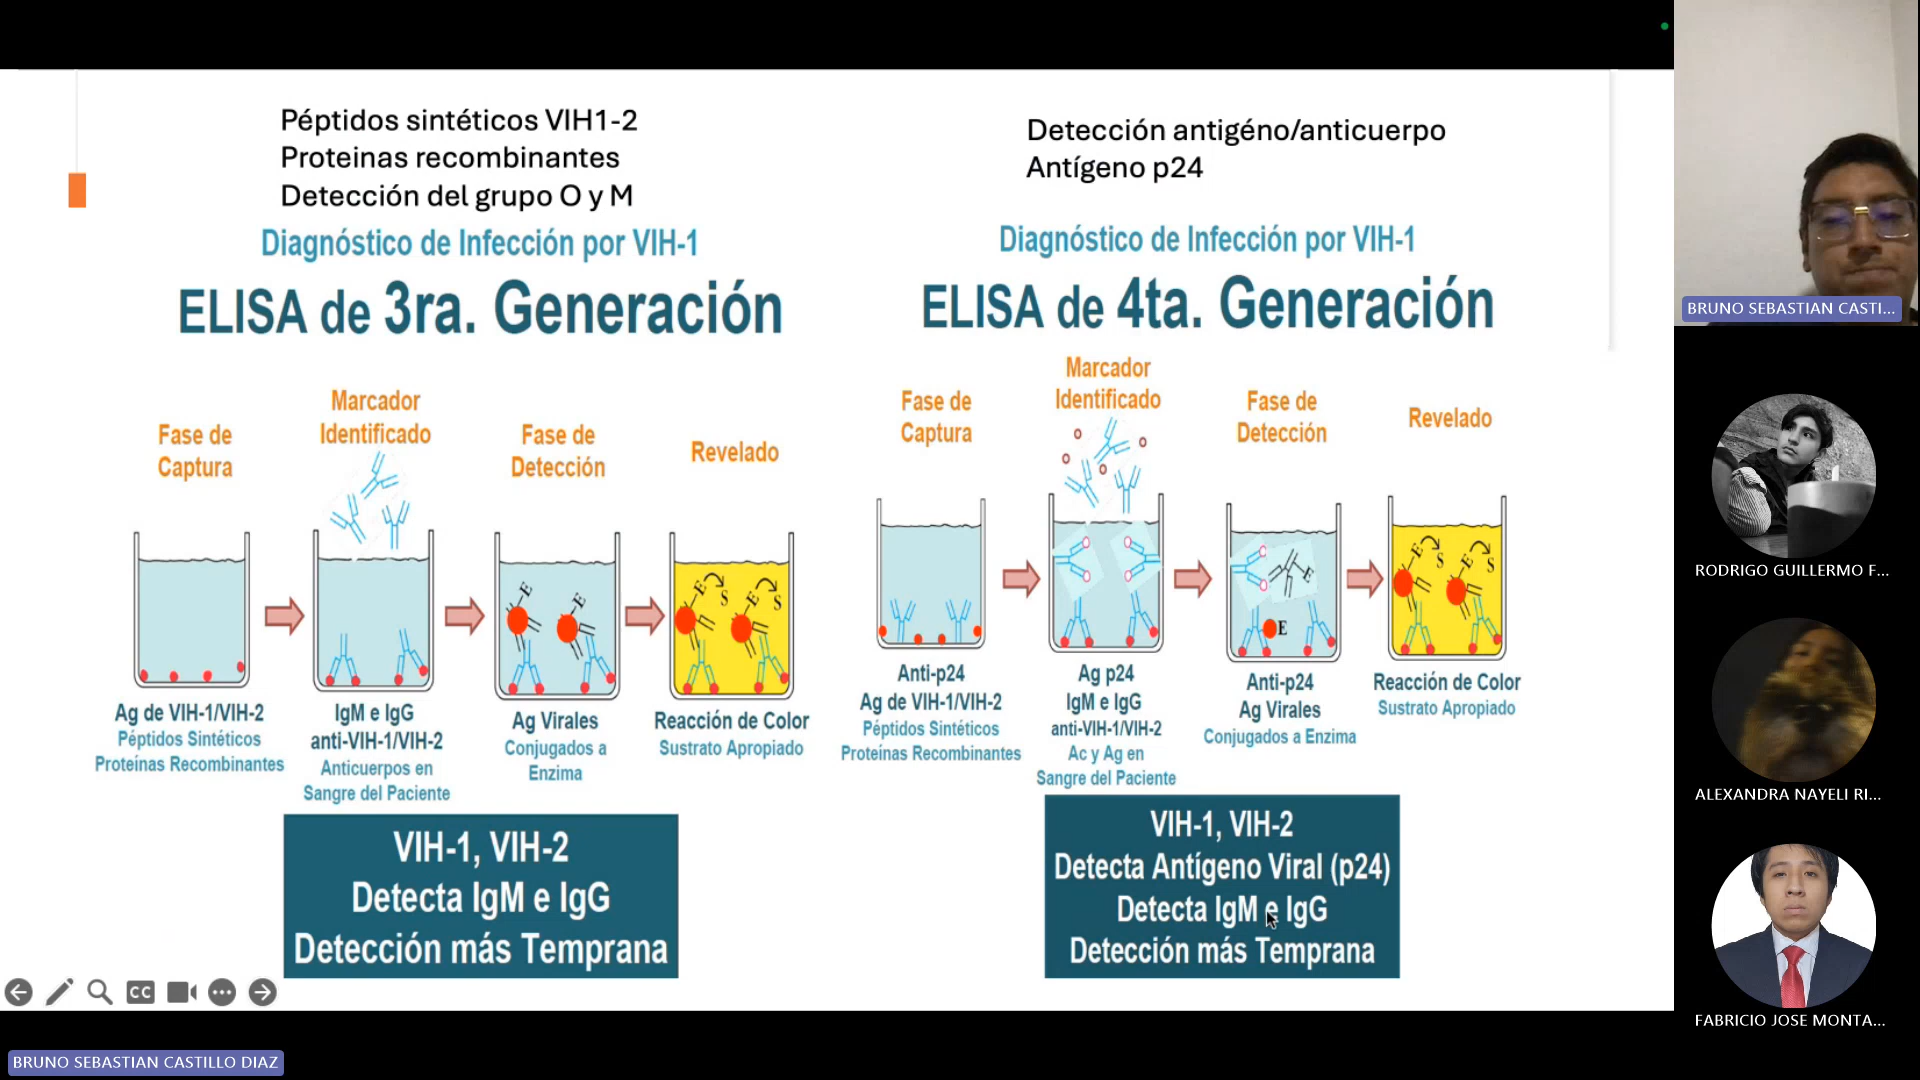 Péptidos sintéticos VIH1-2
Proteinas recombinantes
Detección del grupo O y M
Diagnóstico de Infección por VIH-1
ELISA de 3ra. Generación
Fase de
Captura
Marcador
Identificado
Fase de
Detección
Revelado
E
E
E
S
E
S
Ag de VIH-1/VIH-2
Péptidos Sintéticos
Proteínas Recombinantes
IgM e IgG
anti-VIH-1/VIH-2
Anticuerpos en
Sangre del Paciente
Ag Virales
Conjugados a
Enzima
Reacción de Color
Sustrato Apropiado
VIH-1, VIH-2
Detecta IgM e IgG
Detección más Temprana
Detección antigéno/anticuerpo
Antígeno p24
Diagnóstico de Infección por VIH-1
ELISA de 4ta. Generación
Fase de
Captura
Marcador
Identificado
Fase de
Detección
Revelado
E
E
E
S
E
S
Anti-p24
Ag de VIH-1/VIH-2
Péptidos Sintéticos
Proteínas Recombinantes
Ag p24
IgM e IgG
anti-VIH-1/VIH-2
Ac y Ag en
Sangre del Paciente
Anti-p24
Ag Virales
Conjugados a Enzima
Reacción de Color
Sustrato Apropiado
VIH-1, VIH-2
Detecta Antígeno Viral (p24)
Detecta IgM e IgG
Detección más Temprana
CC
BRUNO SEBASTIAN CASTILLO DIAZ
BRUNO SEBASTIAN CASTI...
RODRIGO GUILLERMO F...
ALEXANDRA NAYELI RI...
FABRICIO JOSE MONTA...